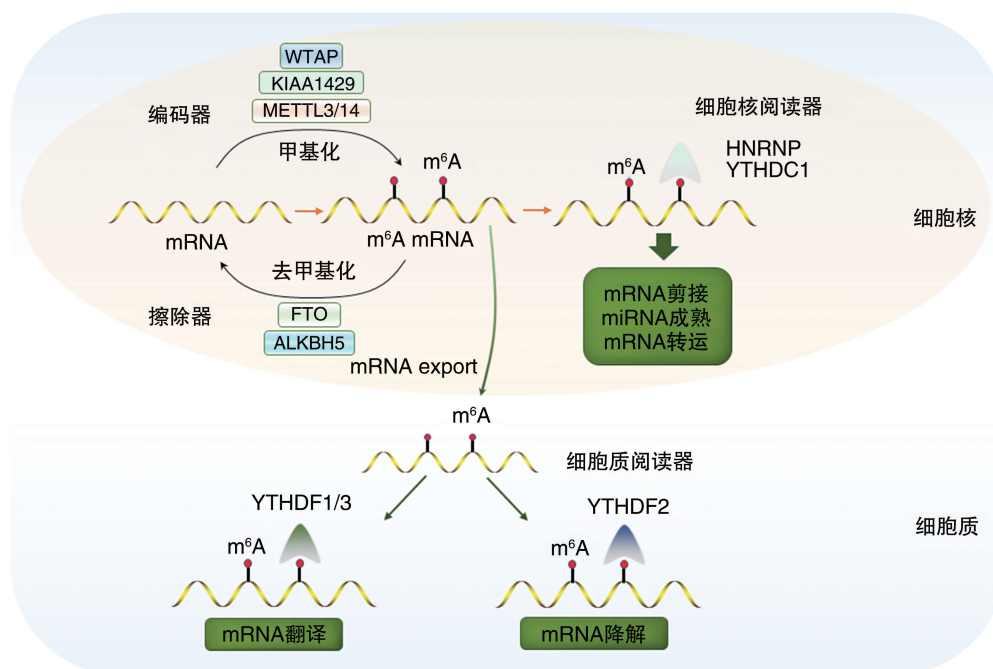 WTAP
KIAA1429
METTL3/14
编码器
甲基化
m⁶A
细胞核阅读器
HNRNP
YTHDC1
m⁶A
细胞核
mRNA
m⁶A mRNA
去甲基化
擦除器
FTO
ALKBH5
mRNA剪接
miRNA成熟
mRNA转运
mRNA export
m⁶A
细胞质阅读器
YTHDF1/3
YTHDF2
细胞质
m⁶A
m⁶A
mRNA翻译
mRNA降解